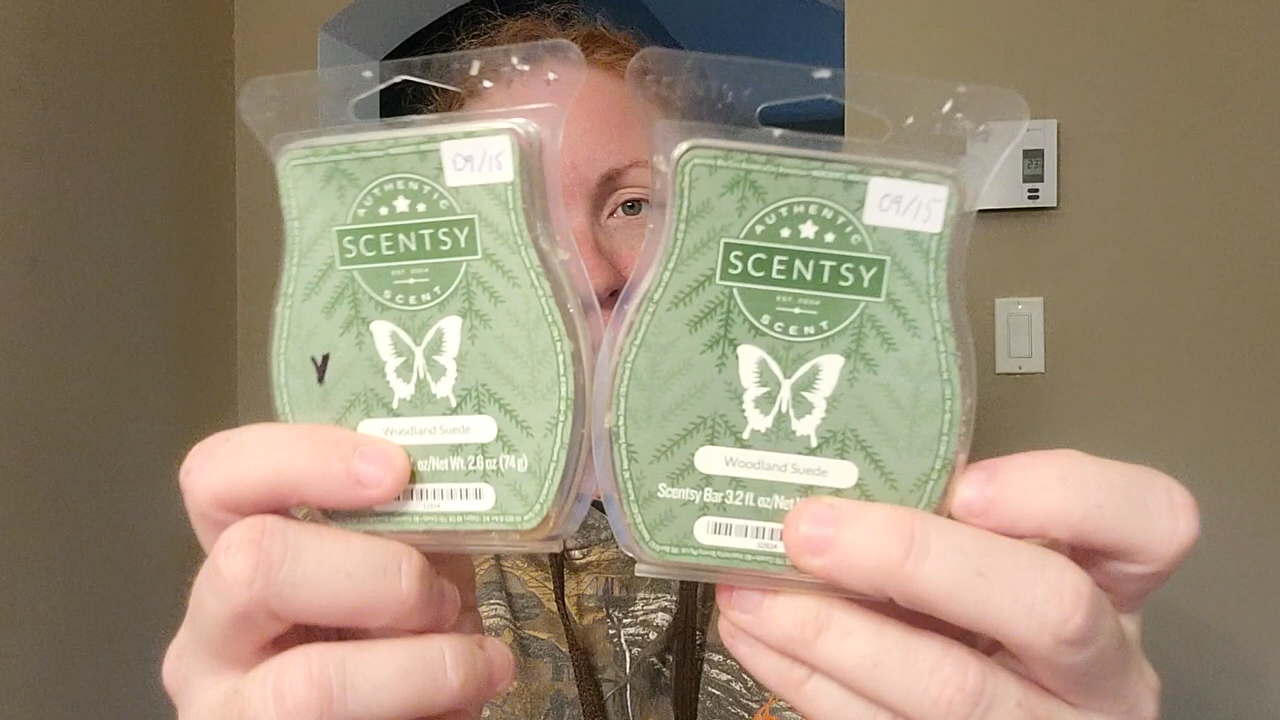 09/15
AUTHENTIC
SCENTSY
EST. 2004
SCENT
V
Woodland Suede
oz/Net Wt. 2.6 oz (74 g)
09/15
AUTHENTIC
SCENTSY
EST. 2004
SCENT
Woodland Suede
Scentsy Bar 3.2 fl. oz/Net